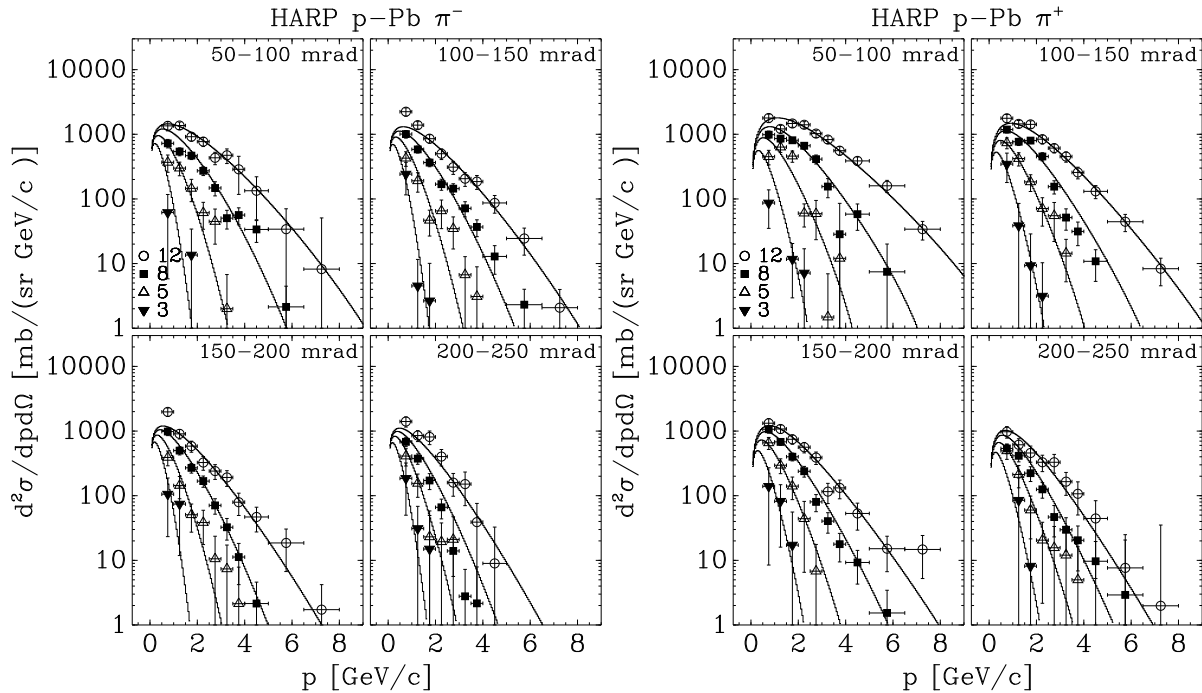 HARP p−Pb π⁻
HARP p−Pb π⁺
50−100 mrad
100−150 mrad
50−100 mrad
100−150 mrad
10000
1000
100
10
1
10000
1000
100
10
1
12
8
5
3
12
8
5
3
d²σ/dpdΩ [mb/(sr GeV/c)]
d²σ/dpdΩ [mb/(sr GeV/c)]
150−200 mrad
200−250 mrad
150−200 mrad
200−250 mrad
10000
1000
100
10
1
10000
1000
100
10
1
0 2 4 6 8
0 2 4 6 8
0 2 4 6 8
0 2 4 6 8
p [GeV/c]
p [GeV/c]